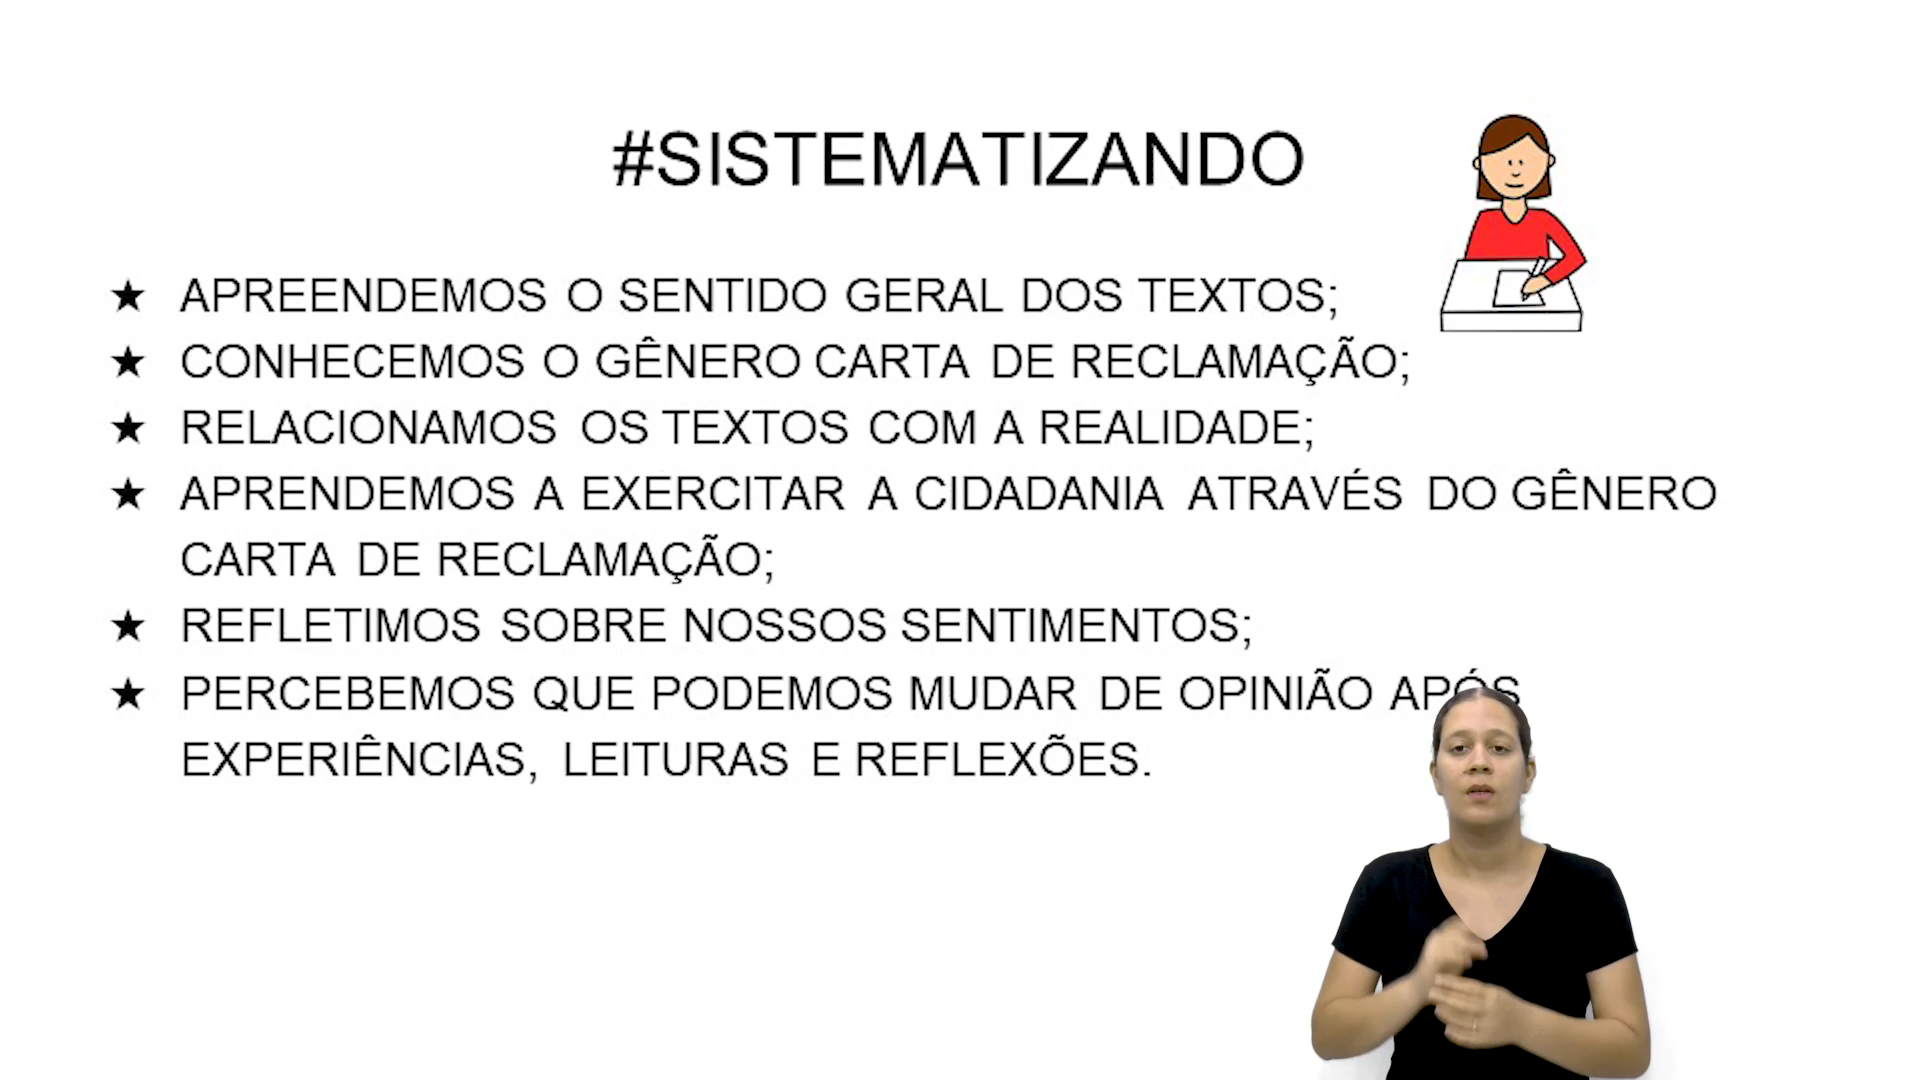 #SISTEMATIZANDO
★ APREENDEMOS O SENTIDO GERAL DOS TEXTOS;
★ CONHECEMOS O GÊNERO CARTA DE RECLAMAÇÃO;
★ RELACIONAMOS OS TEXTOS COM A REALIDADE;
★ APRENDEMOS A EXERCITAR A CIDADANIA ATRAVÉS DO GÊNERO
CARTA DE RECLAMAÇÃO;
★ REFLETIMOS SOBRE NOSSOS SENTIMENTOS;
★ PERCEBEMOS QUE PODEMOS MUDAR DE OPINIÃO APÓS
EXPERIÊNCIAS, LEITURAS E REFLEXÕES.